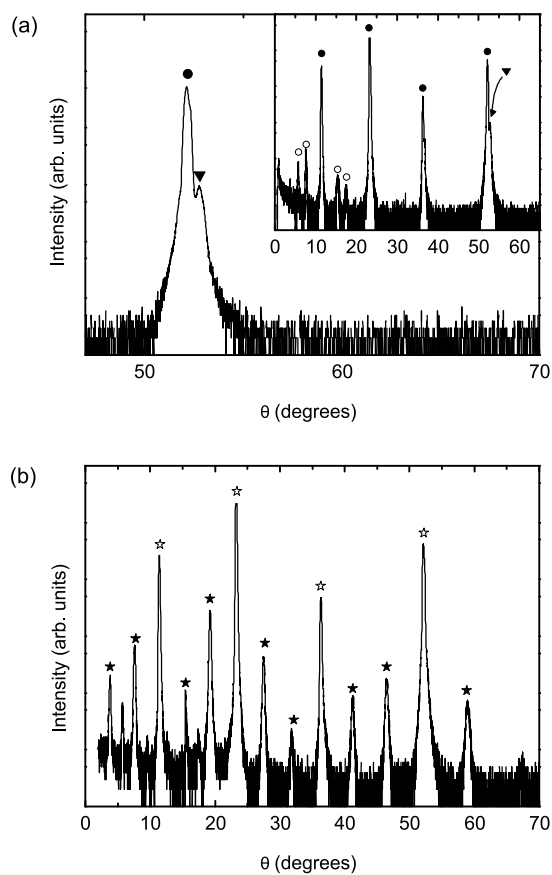 (a)
Intensity (arb. units)
0 10 20 30 40 50 60
50 60 70
θ (degrees)
(b)
Intensity (arb. units)
0 10 20 30 40 50 60 70
θ (degrees)